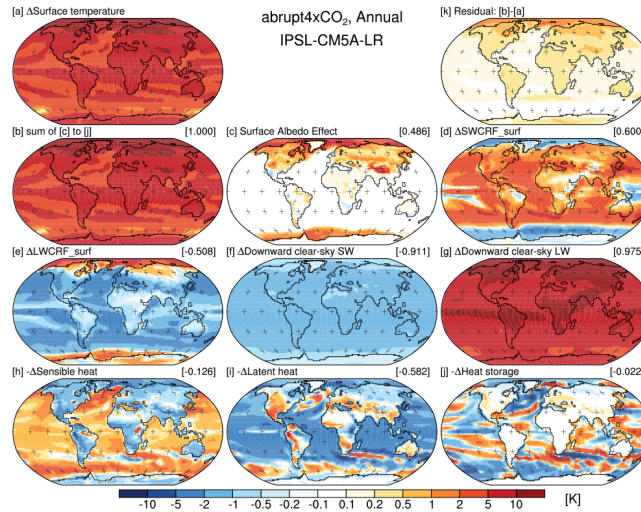 [a] ΔSurface temperature
abrupt4xCO₂, Annual
IPSL-CM5A-LR
[k] Residual: [b]-[a]
[b] sum of [c] to [j] [1.000]
[c] Surface Albedo Effect [0.486]
[d] ΔSWCRF_surf [0.600]
[e] ΔLWCRF_surf [-0.508]
[f] ΔDownward clear-sky SW [-0.911]
[g] ΔDownward clear-sky LW [0.975]
[h] -ΔSensible heat [-0.126]
[i] -ΔLatent heat [-0.582]
[j] -ΔHeat storage [-0.022]
-10 -5 -2 -1 -0.5 -0.2 -0.1 0.1 0.2 0.5 1 2 5 10 [K]